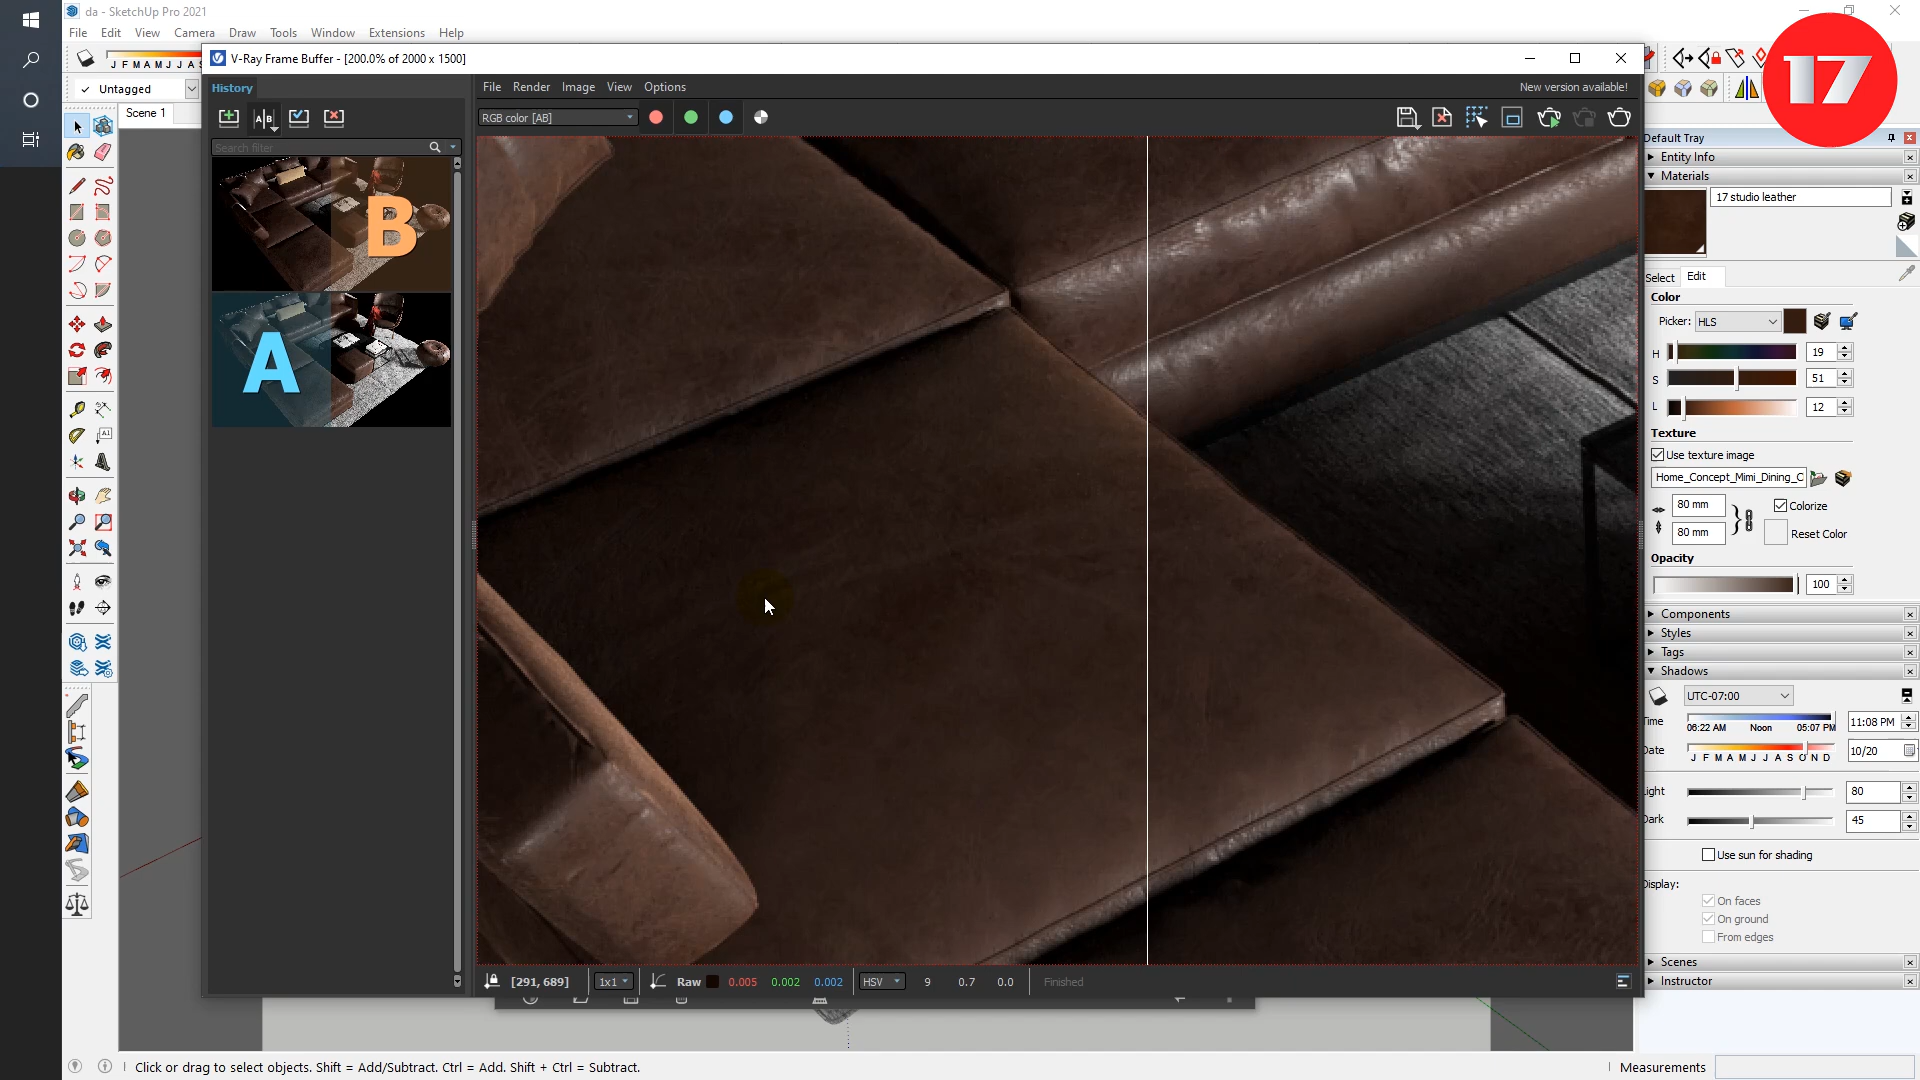 da - SketchUp Pro 2021
File Edit View Camera Draw Tools Window Extensions Help
17
J F M A M J J A S
V-Ray Frame Buffer - [200.0% of 2000 x 1500]
Untagged
Scene 1
History
File Render Image View Options
New version available!
A B
RGB color [AB]
Search filter
B
A
[291, 689]
1x1
Raw 0.005 0.002 0.002
HSV 9 0.7 0.0
Finished
Default Tray
Entity Info
Materials
17 studio leather
Select Edit
Color
Picker: HLS
H 19
S 51
L 12
Texture
Use texture image
Home_Concept_Mimi_Dining_C
80 mm
Colorize
80 mm
Reset Color
Opacity
100
Components
Styles
Tags
Shadows
UTC-07:00
Time 06:22 AM Noon 05:07 PM 11:08 PM
Date J F M A M J J A S O N D 10/20
Light 80
Dark 45
Use sun for shading
Display:
On faces
On ground
From edges
Scenes
Instructor
Click or drag to select objects. Shift = Add/Subtract. Ctrl = Add. Shift + Ctrl = Subtract.
Measurements